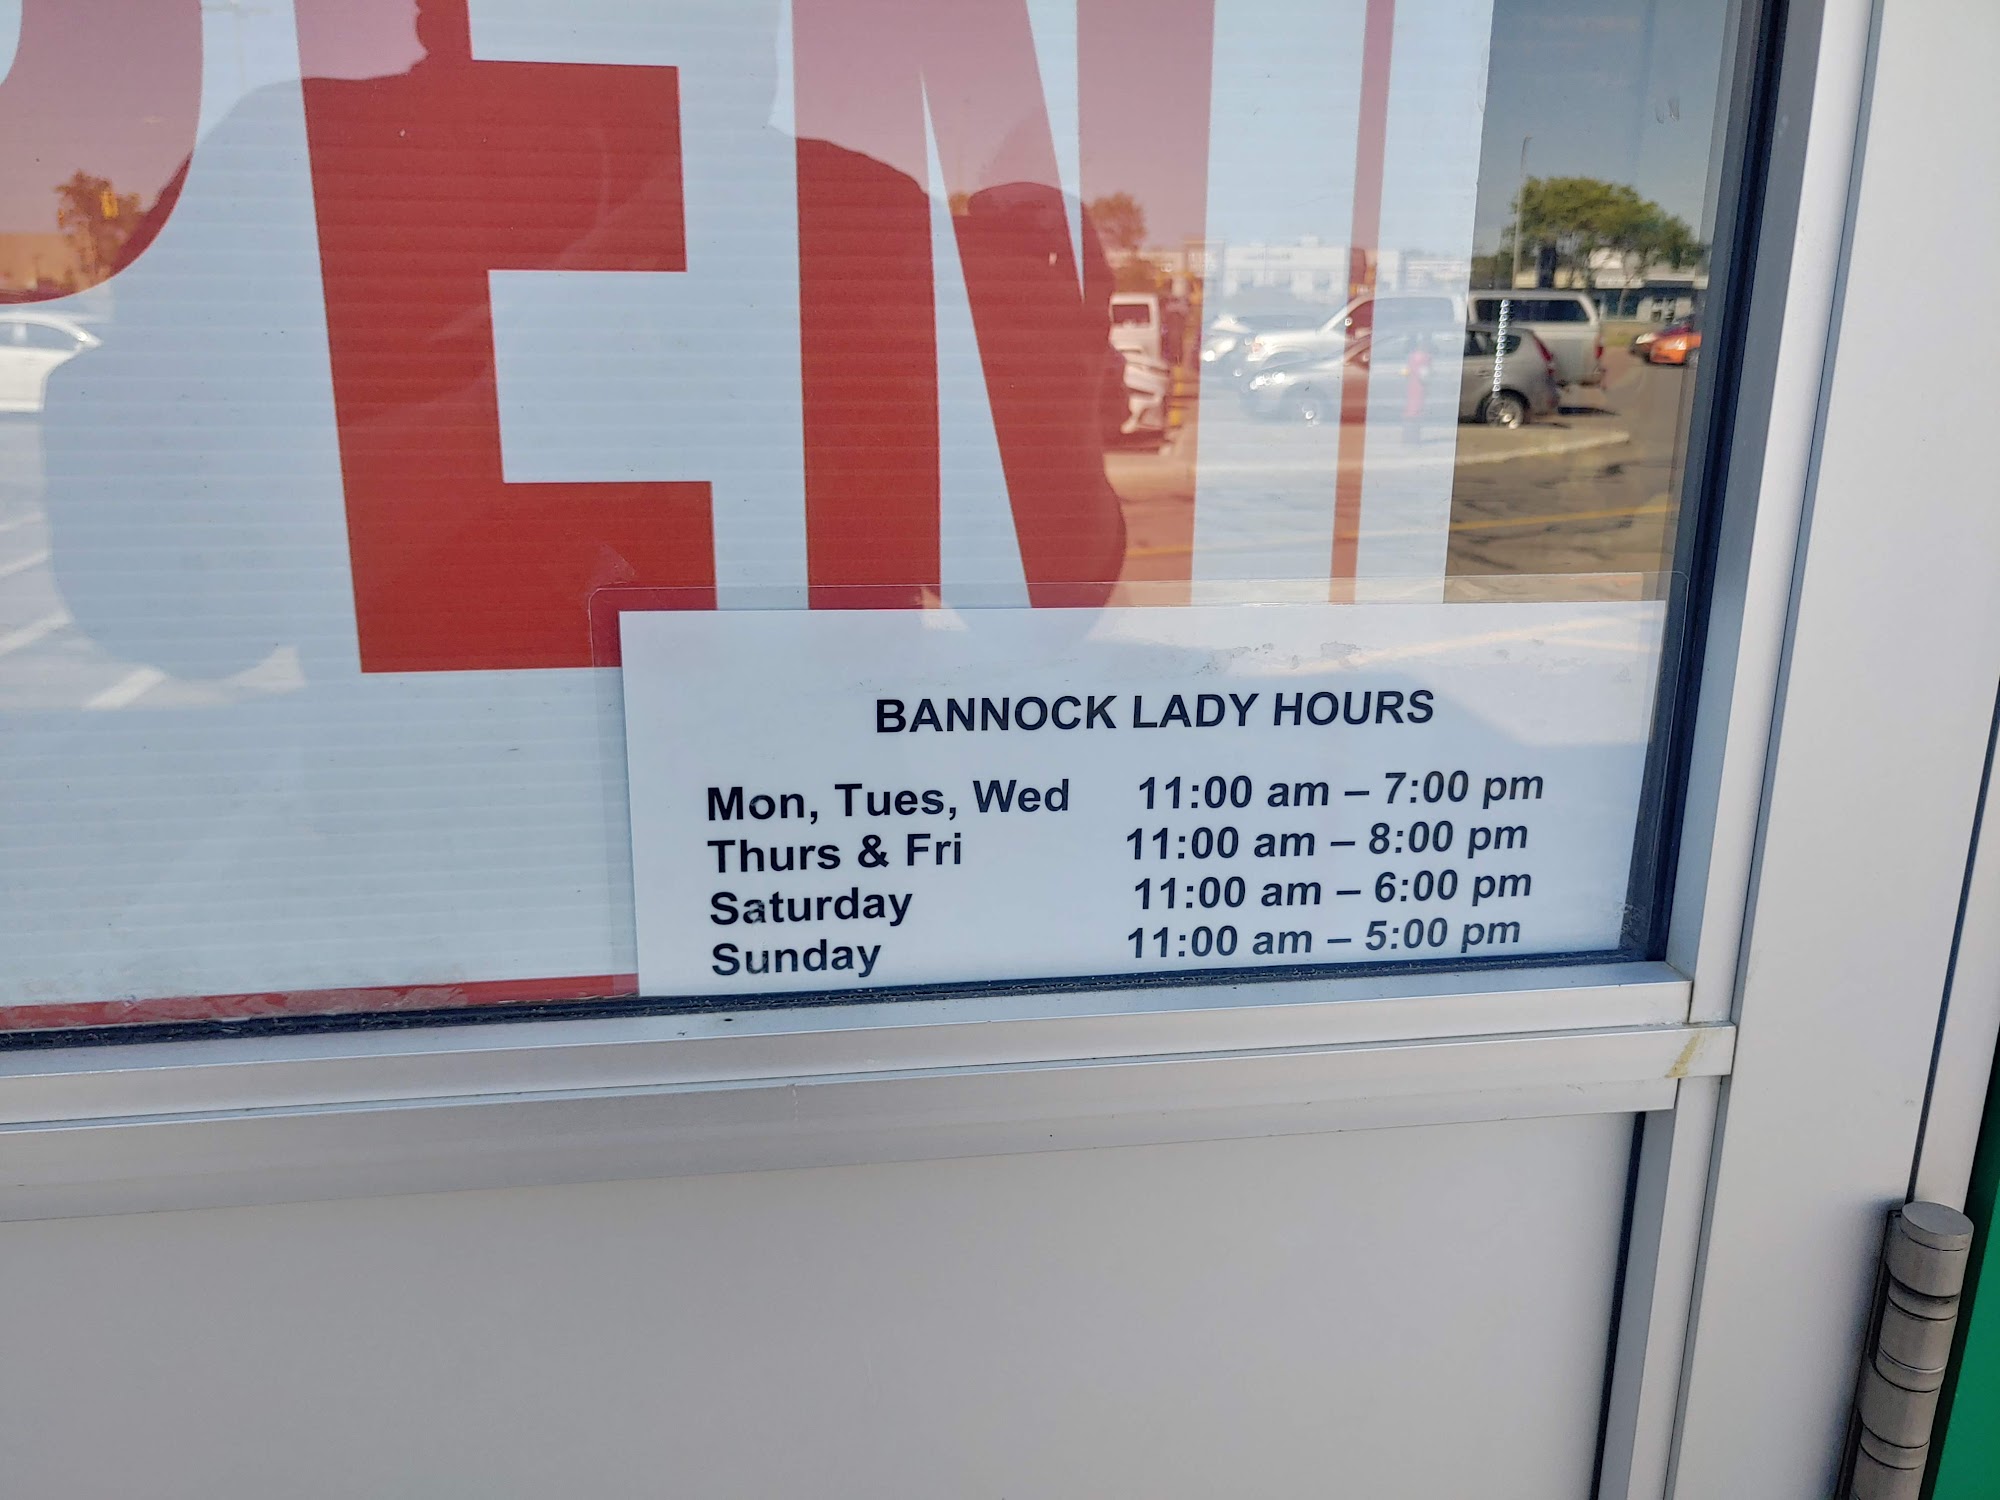 PEN
BANNOCK LADY HOURS
Mon, Tues, Wed 11:00 am – 7:00 pm
Thurs & Fri 11:00 am – 8:00 pm
Saturday 11:00 am – 6:00 pm
Sunday 11:00 am – 5:00 pm